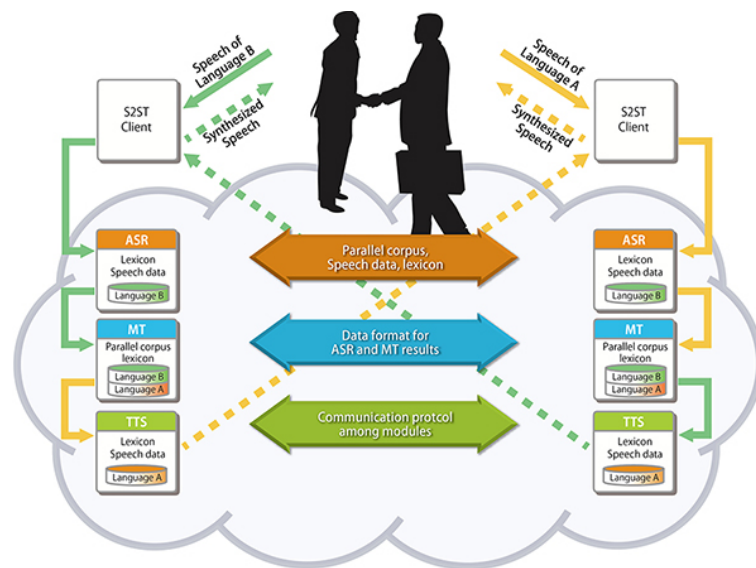 Speech of
Language B
Synthesized
Speech
S2ST
Client
Speech of
Language A
Synthesized
Speech
S2ST
Client
ASR
Lexicon
Speech data
Language B
MT
Parallel corpus
lexicon
Language B
Language A
TTS
Lexicon
Speech data
Language A
Parallel corpus,
Speech data, lexicon
Data format for
ASR and MT results
Communication protcol
among modules
ASR
Lexicon
Speech data
Language B
MT
Parallel corpus
lexicon
Language B
Language A
TTS
Lexicon
Speech data
Language A